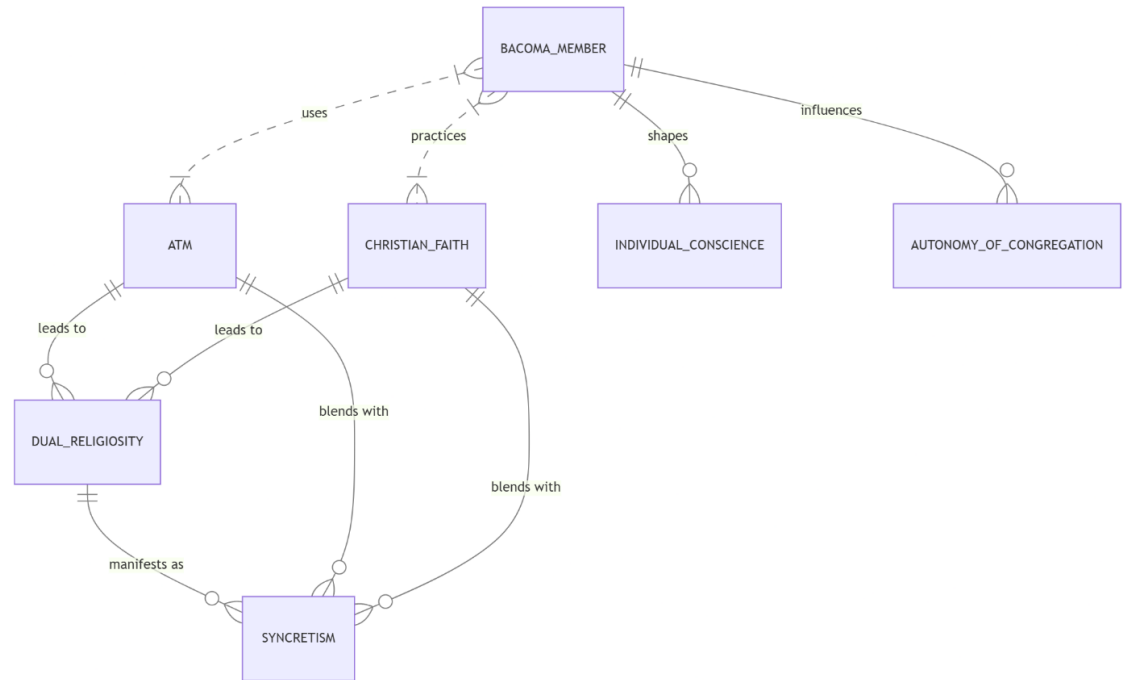 BACOMA_MEMBER
uses
practices
shapes
influences
ATM
CHRISTIAN_FAITH
INDIVIDUAL_CONSCIENCE
AUTONOMY_OF_CONGREGATION
leads to
leads to
blends with
DUAL_RELIGIOSITY
blends with
manifests as
SYNCRETISM